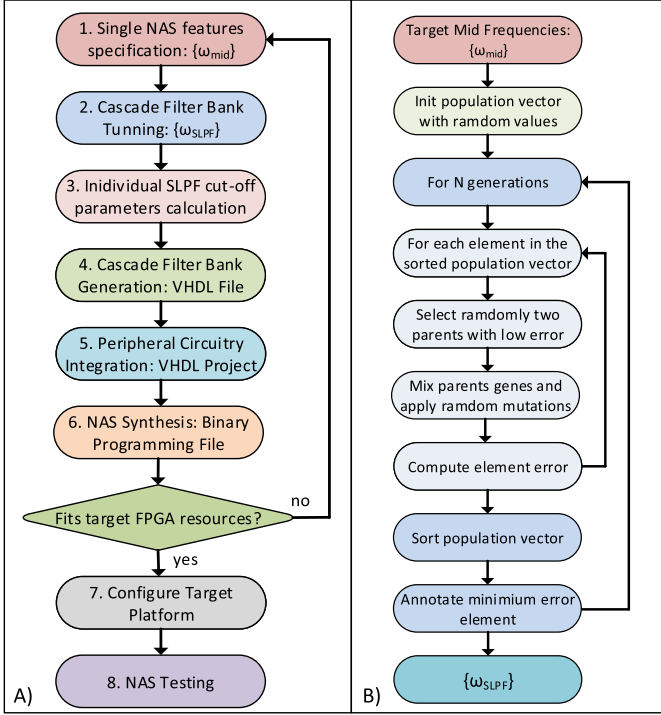 1. Single NAS features
specification: {ωmid}
2. Cascade Filter Bank
Tunning: {ωSLPF}
3. Inidividual SLPF cut-off
parameters calculation
4. Cascade Filter Bank
Generation: VHDL File
5. Peripheral Circuitry
Integration: VHDL Project
6. NAS Synthesis: Binary
Programming File
no
Fits target FPGA resources?
yes
7. Configure Target
Platform
8. NAS Testing
A)
Target Mid Frequencies:
{ωmid}
Init population vector
with ramdom values
For N generations
For each element in the
sorted population vector
Select randomly two
parents with low error
Mix parents genes and
apply ramdom mutations
Compute element error
Sort population vector
Annotate minimium error
element
{ωSLPF}
B)